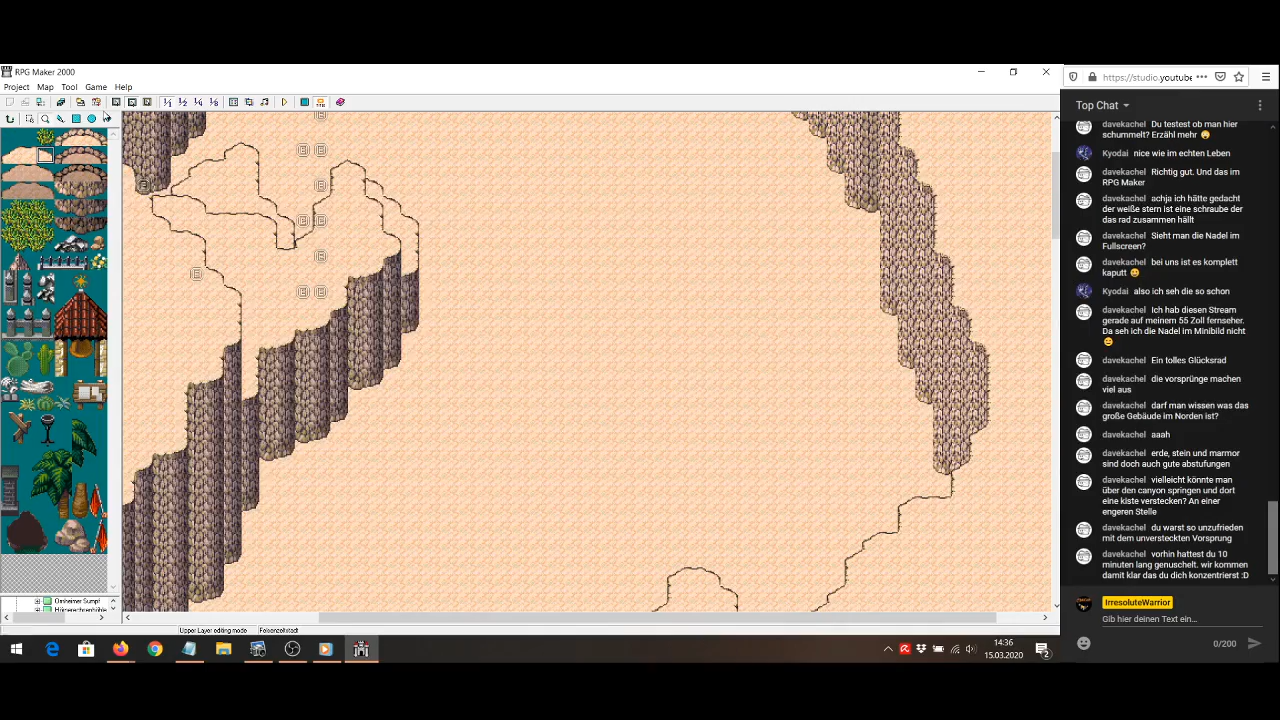 RPG Maker 2000
Project Map Tool Game Help
Upper Layer editing mode
https://studio.youtube
Top Chat
davekachel Du testest ob man hier
schummelt? Erzähl mehr
Kyodai nice wie im echten Leben
davekachel Richtig gut. Und das im
RPG Maker
davekachel achja ich hätte gedacht
der weiße stern ist eine schraube der
das rad zusammen hält
davekachel Sieht man die Nadel im
Fullscreen?
davekachel bei uns ist es komplett
kaputt
Kyodai also ich seh die so schon
davekachel Ich hab diesen Stream
gerade auf meinem 55 Zoll fernseher.
Da seh ich die Nadel im Minibild nicht
davekachel Ein tolles Glücksrad
davekachel die vorsprünge machen
viel aus
davekachel darf man wissen was das
große Gebäude im Norden ist?
davekachel aaah
davekachel erde, stein und marmor
sind doch auch gute abstufungen
davekachel vielleicht könnte man
über den canyon springen und dort
eine kiste verstecken? An einer
engeren Stelle
davekachel du warst so unzufrieden
mit dem unversteckten Vorsprung
davekachel vorhin hattest du 10
minuten lang genuschelt. wir kommen
damit klar das du dich konzentrierst :D
IrresoluteWarrior
Gib hier deinen Text ein...
0/200
14:36
15.03.2020
2